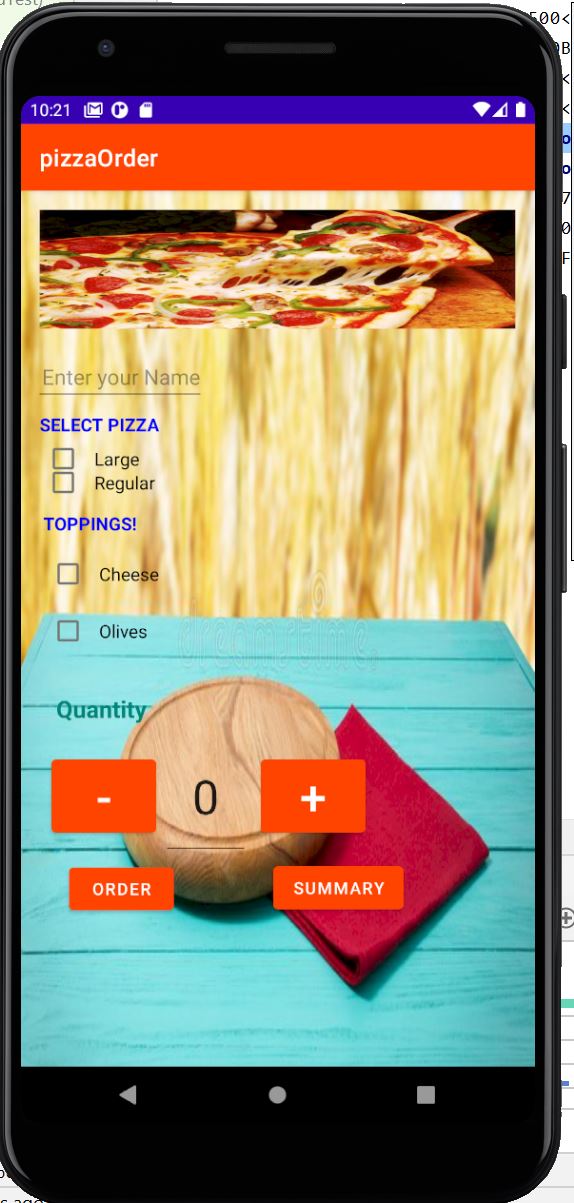 10:21
pizzaOrder
Enter your Name
SELECT PIZZA
Large
Regular
TOPPINGS!
Cheese
Olives
dreamstime
Quantity
- 0 +
ORDER SUMMARY